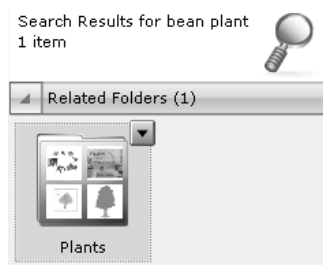 Search Results for bean plant
1 item
Related Folders (1)
Plants